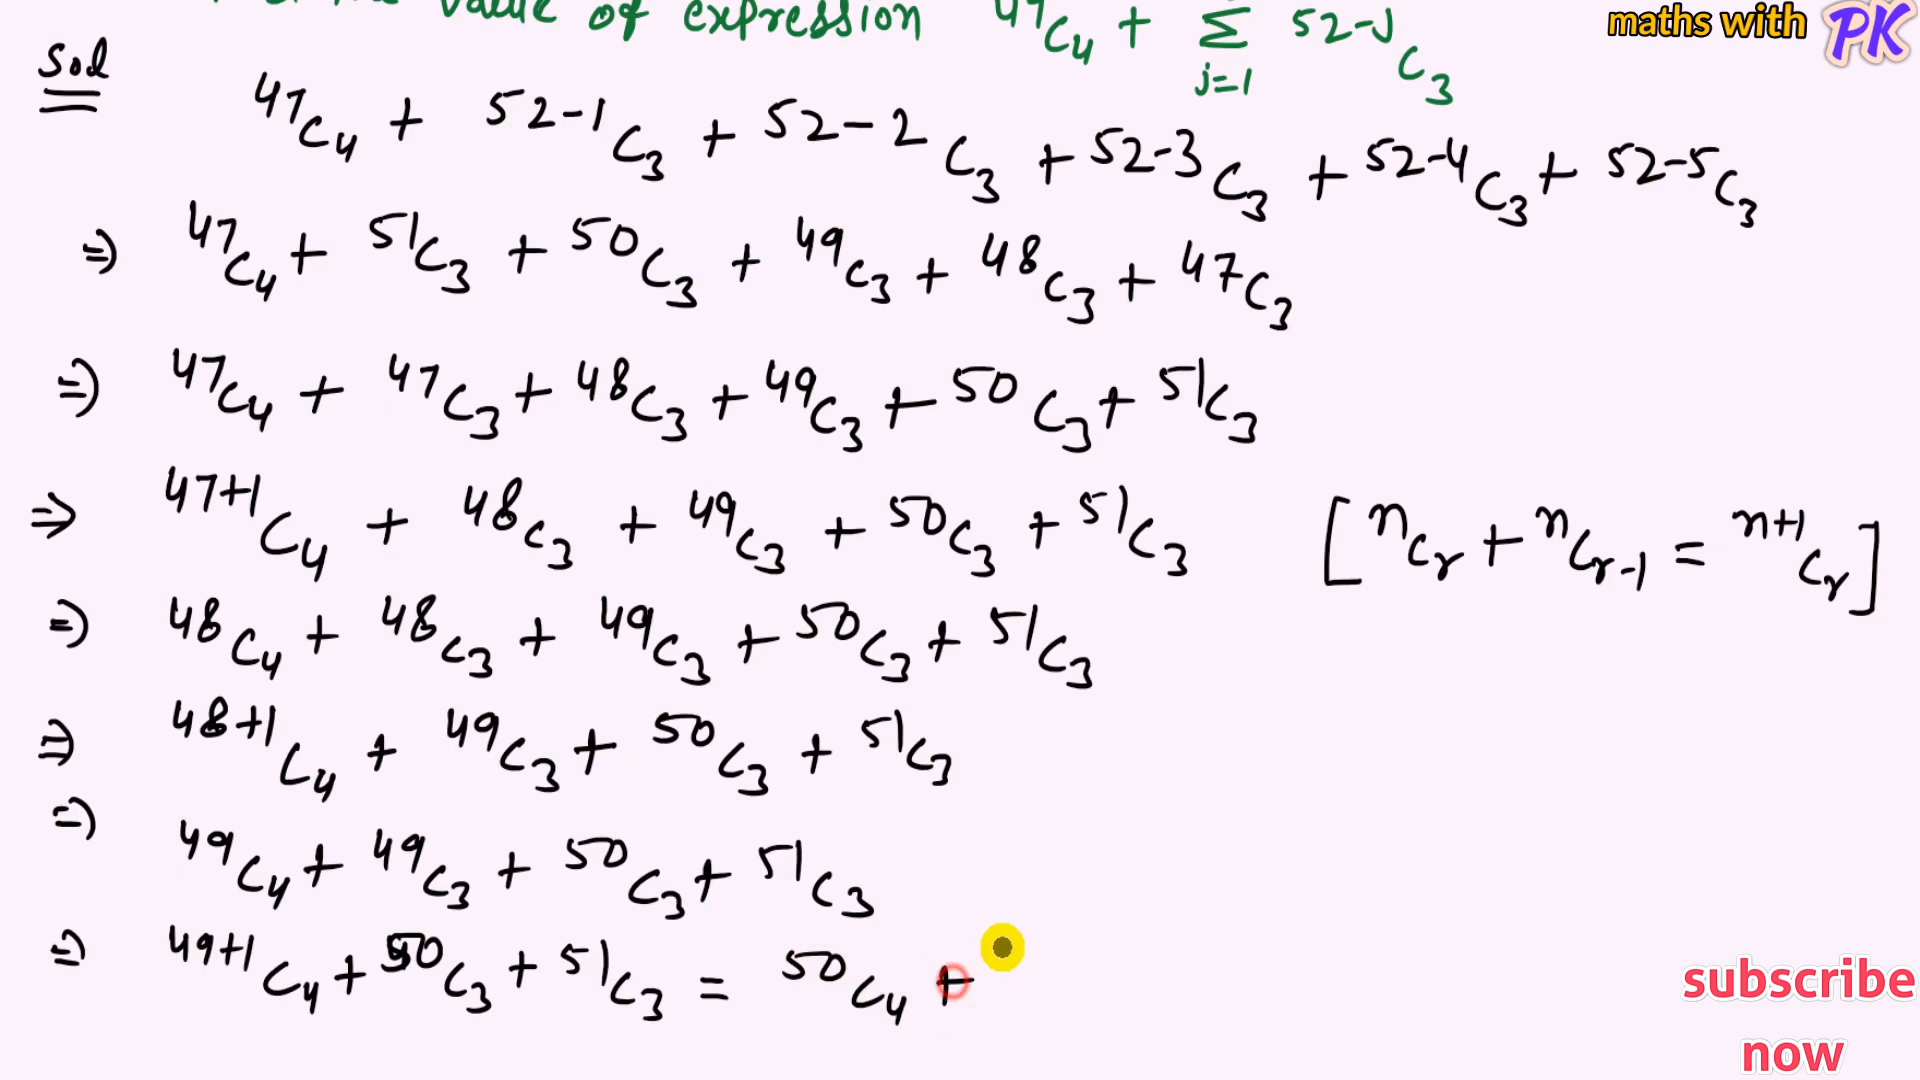 the value of expression ⁴⁷C₄ + Σ j=1 ⁵²⁻ʲC₃
maths with PK
Sol
⁴⁷C₄ + ⁵²⁻¹C₃ + ⁵²⁻²C₃ + ⁵²⁻³C₃ + ⁵²⁻⁴C₃ + ⁵²⁻⁵C₃
=) ⁴⁷C₄ + ⁵¹C₃ + ⁵⁰C₃ + ⁴⁹C₃ + ⁴⁸C₃ + ⁴⁷C₃
=) ⁴⁷C₄ + ⁴⁷C₃ + ⁴⁸C₃ + ⁴⁹C₃ + ⁵⁰C₃ + ⁵¹C₃
=> ⁴⁷⁺¹C₄ + ⁴⁸C₃ + ⁴⁹C₃ + ⁵⁰C₃ + ⁵¹C₃ [ⁿCᵣ + ⁿCᵣ₋₁ = ⁿ⁺¹Cᵣ]
=) ⁴⁸C₄ + ⁴⁸C₃ + ⁴⁹C₃ + ⁵⁰C₃ + ⁵¹C₃
=) ⁴⁸⁺¹C₄ + ⁴⁹C₃ + ⁵⁰C₃ + ⁵¹C₃
=) ⁴⁹C₄ + ⁴⁹C₃ + ⁵⁰C₃ + ⁵¹C₃
=) ⁴⁹⁺¹C₄ + ⁵⁰C₃ + ⁵¹C₃ = ⁵⁰C₄ +
subscribe
now